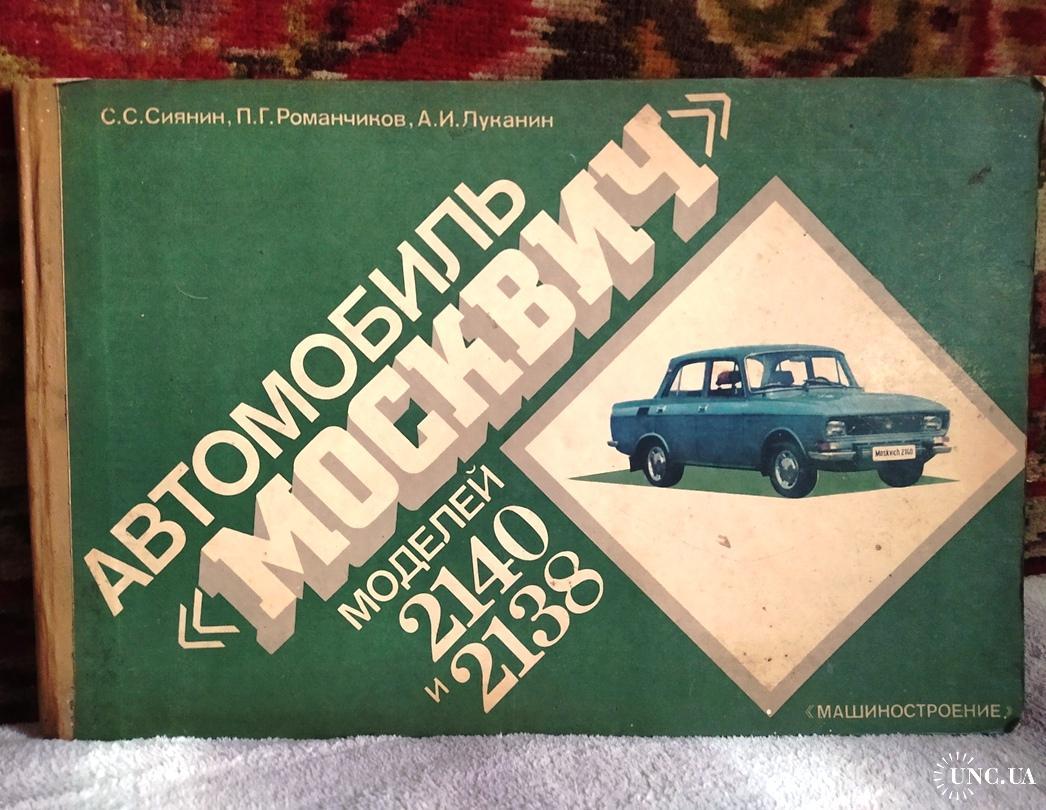 С.С.Сиянин, П.Г.Романчиков, А.И.Луканин
АВТОМОБИЛЬ
«МОСКВИЧ»
МОДЕЛЕЙ
2140
и 2138
Moskvich 2140
«МАШИНОСТРОЕНИЕ»
UNC.UA